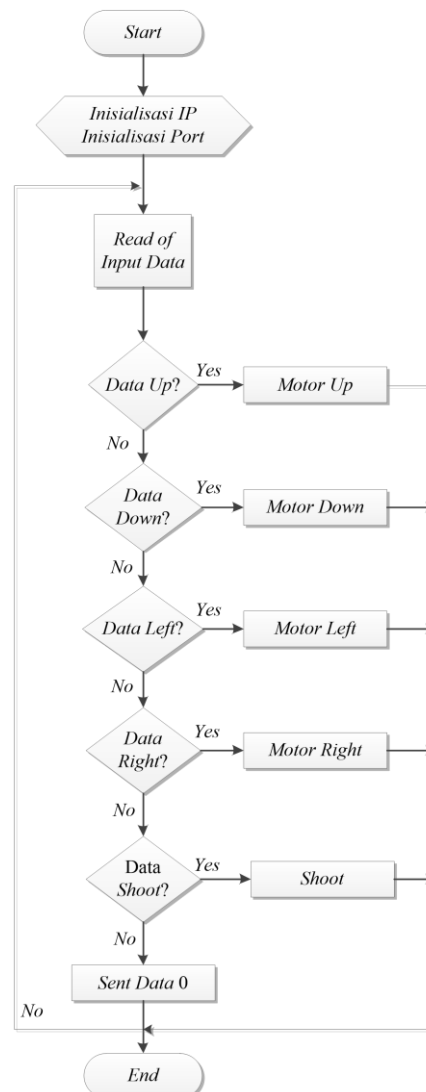 Start
Inisialisasi IP
Inisialisasi Port
Read of
Input Data
Data Up?
Yes
Motor Up
No
Data
Down?
Yes
Motor Down
No
Data Left?
Yes
Motor Left
No
Data
Right?
Yes
Motor Right
No
Data
Shoot?
Yes
Shoot
No
Sent Data 0
No
End